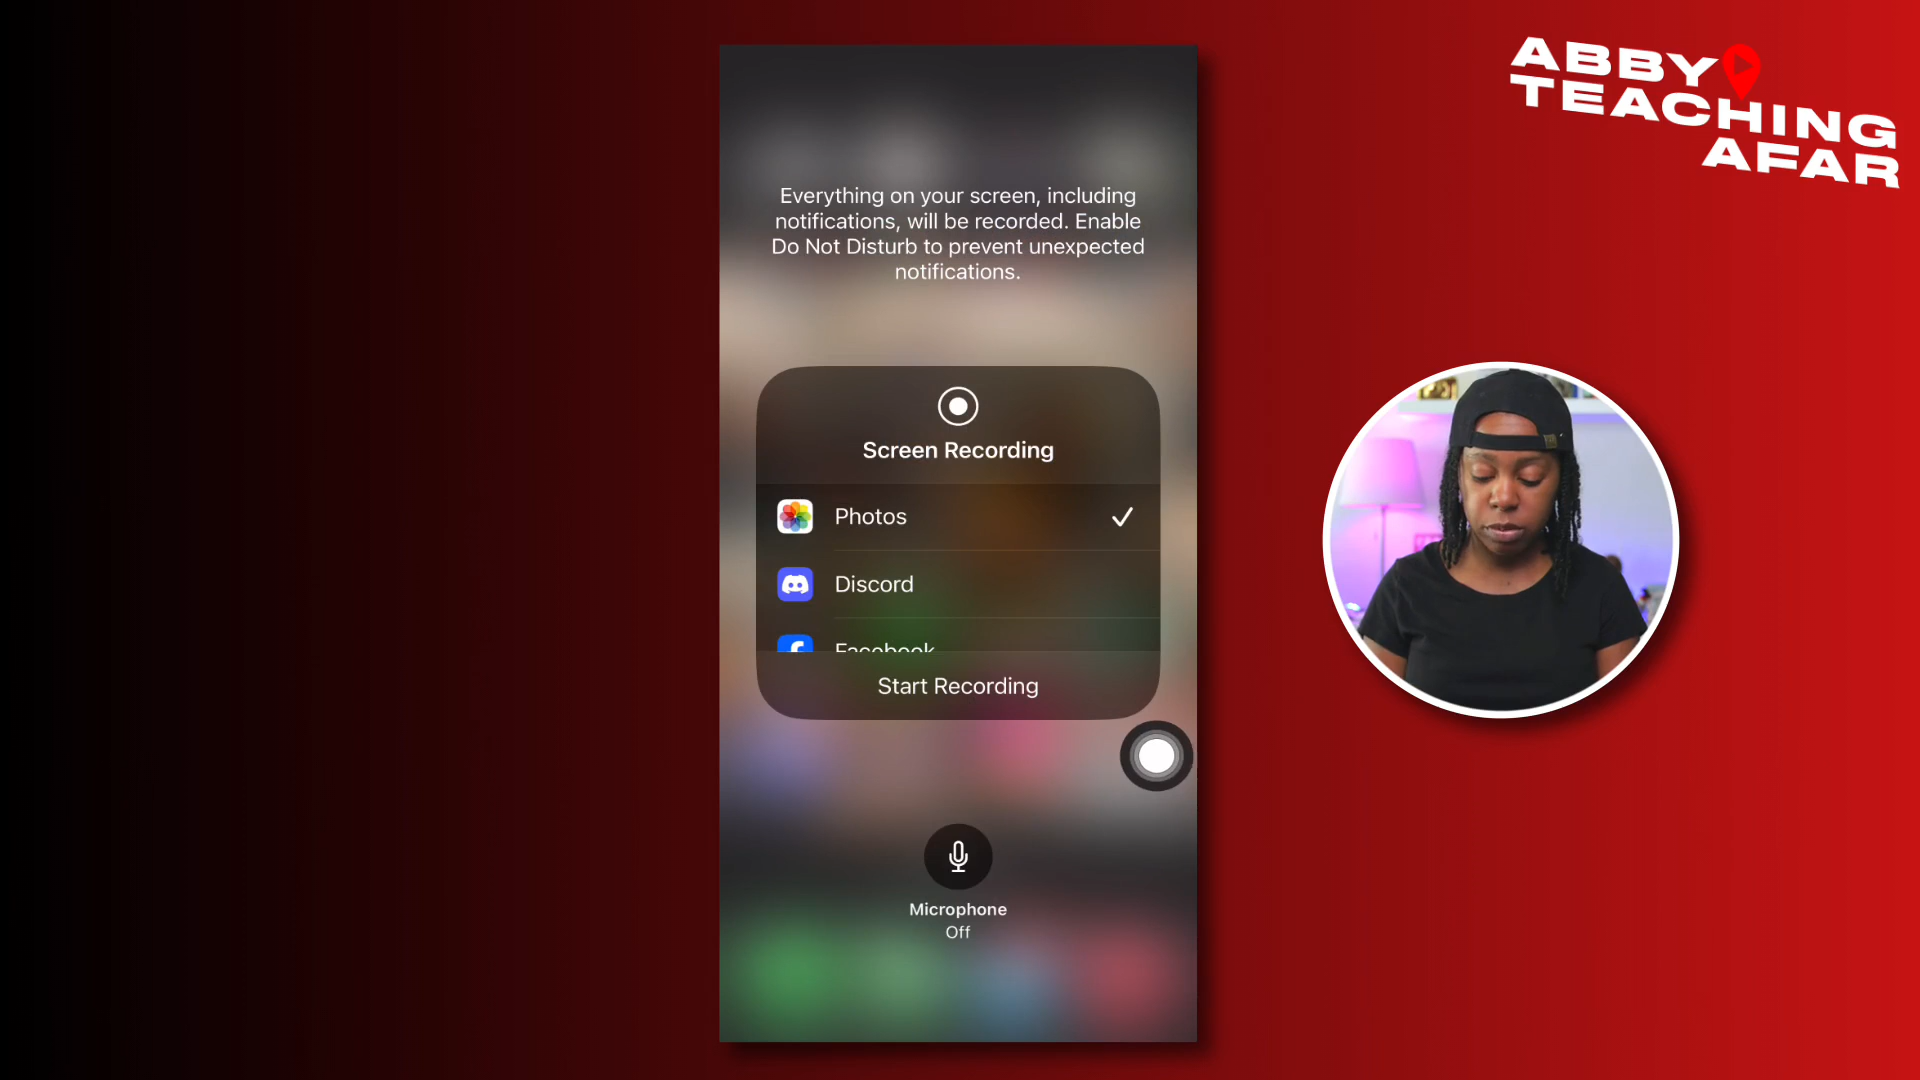 ABBY
TEACHING
AFAR
Everything on your screen, including
notifications, will be recorded. Enable
Do Not Disturb to prevent unexpected
notifications.
Screen Recording
Photos
Discord
Facebook
Start Recording
Microphone
Off